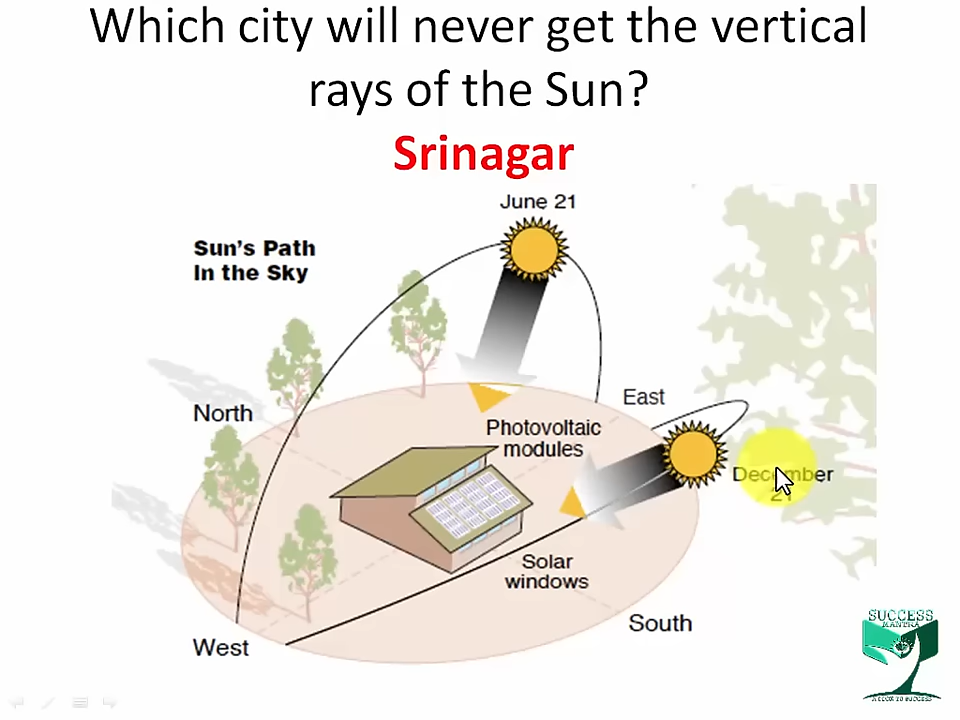 Which city will never get the vertical
rays of the Sun?
Srinagar
June 21
Sun's Path
In the Sky
East
North
Photovoltaic
modules
December
21
Solar
windows
South
West
SUCCESS
MANTRA